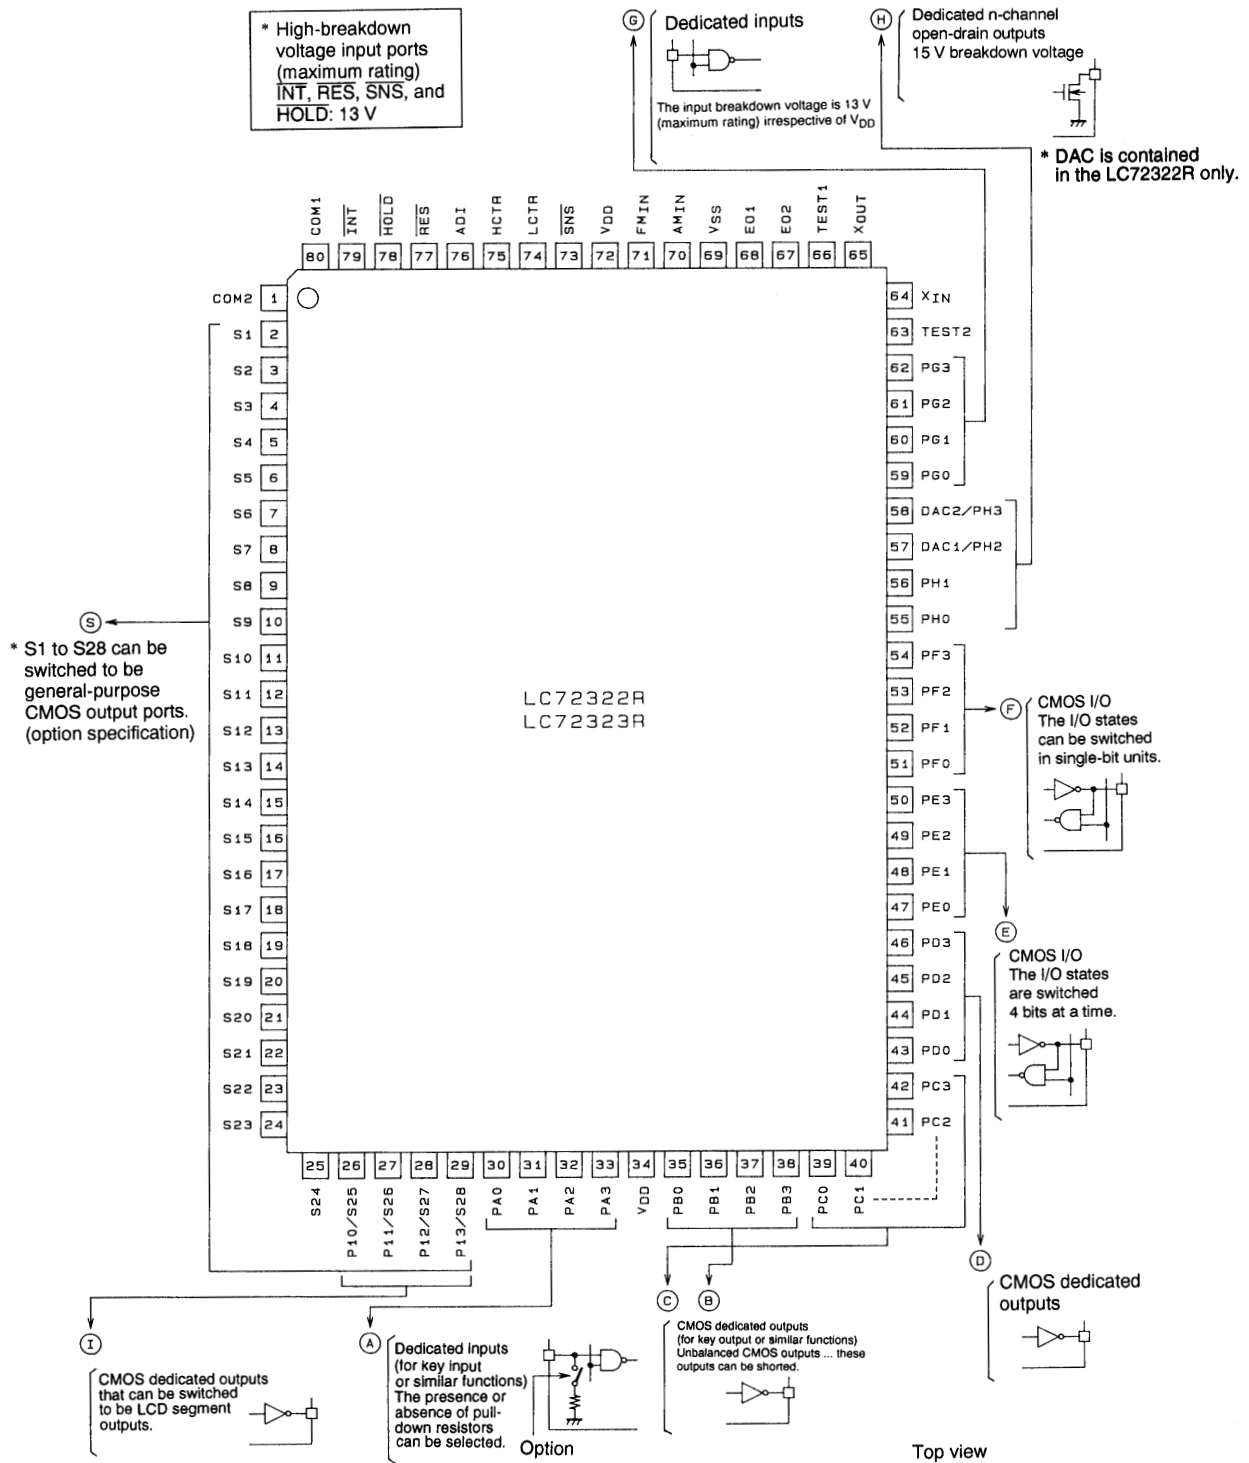 * High-breakdown
voltage input ports
(maximum rating)
INT, RES, SNS, and
HOLD: 13 V
G
Dedicated inputs
The input breakdown voltage is 13 V
(maximum rating) irrespective of VDD
H
Dedicated n-channel
open-drain outputs
15 V breakdown voltage
* DAC is contained
in the LC72322R only.
COM1 INT HOLD RES ADI HCTR LCTR SNS VDD FMIN AMIN VSS EO1 EO2 TEST1 XOUT
80 79 78 77 76 75 74 73 72 71 70 69 68 67 66 65
COM2 1
S1 2
S2 3
S3 4
S4 5
S5 6
S6 7
S7 8
S8 9
S9 10
S10 11
S11 12
S12 13
S13 14
S14 15
S15 16
S16 17
S17 18
S18 19
S19 20
S20 21
S21 22
S22 23
S23 24
S
* S1 to S28 can be
switched to be
general-purpose
CMOS output ports.
(option specification)
LC72322R
LC72323R
64 XIN
63 TEST2
62 PG3
61 PG2
60 PG1
59 PG0
58 DAC2/PH3
57 DAC1/PH2
56 PH1
55 PH0
54 PF3
53 PF2
52 PF1
51 PF0
50 PE3
49 PE2
48 PE1
47 PE0
46 PD3
45 PD2
44 PD1
43 PD0
42 PC3
41 PC2
F
CMOS I/O
The I/O states
can be switched
in single-bit units.
E
CMOS I/O
The I/O states
are switched
4 bits at a time.
25 26 27 28 29 30 31 32 33 34 35 36 37 38 39 40
S24 P10/S25 P11/S26 P12/S27 P13/S28 PA0 PA1 PA2 PA3 VDD PB0 PB1 PB2 PB3 PC0 PC1
D
CMOS dedicated
outputs
I
CMOS dedicated outputs
that can be switched
to be LCD segment
outputs.
A
Dedicated inputs
(for key input
or similar functions)
The presence or
absence of pull-
down resistors
can be selected.
Option
C B
CMOS dedicated outputs
(for key output or similar functions)
Unbalanced CMOS outputs ... these
outputs can be shorted.
Top view